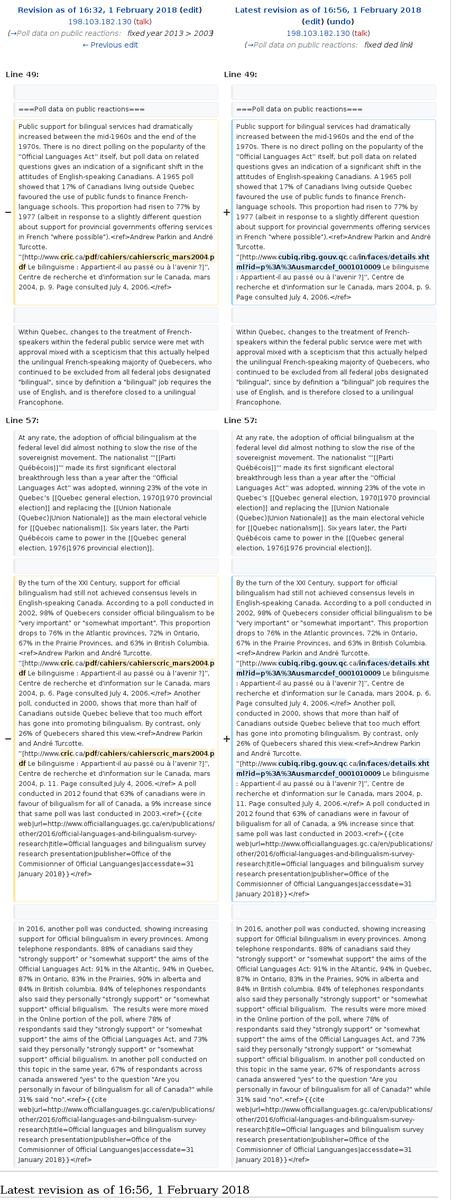 Revision as of 16:32, 1 February 2018 (edit)
198.103.182.130 (talk)
(→Poll data on public reactions: fixed year 2013 > 2003)
← Previous edit
Latest revision as of 16:56, 1 February 2018
(edit) (undo)
198.103.182.130 (talk)
(→Poll data on public reactions: fixed ded link)
Line 49:
===Poll data on public reactions===
− Public support for bilingual services had dramatically
increased between the mid-1960s and the end of the
1970s. There is no direct polling on the popularity of the
"Official Languages Act" itself, but poll data on related
questions gives an indication of a significant shift in the
attitudes of English-speaking Canadians. A 1965 poll
showed that 17% of Canadians living outside Quebec
favoured the use of public funds to finance French-
language schools. This proportion had risen to 77% by
1977 (albeit in response to a slightly different question
about support for provincial governments offering services
in French "where possible").<ref>Andrew Parkin and André
Turcotte.
"[http://www.cric.ca/pdf/cahiers/cahierscric_mars2004.p
df Le bilinguisme : Appartient-il au passé ou à l'avenir ?]",
Centre de recherche et d'information sur le Canada, mars
2004, p. 9. Page consulted July 4, 2006.</ref>
Within Quebec, changes to the treatment of French-
speakers within the federal public service were met with
approval mixed with a scepticism that this actually helped
the unilingual French-speaking majority of Quebecers, who
continued to be excluded from all federal jobs designated
"bilingual", since by definition a "bilingual" job requires the
use of English, and is therefore closed to a unilingual
Francophone.
Line 49:
===Poll data on public reactions===
+ Public support for bilingual services had dramatically
increased between the mid-1960s and the end of the
1970s. There is no direct polling on the popularity of the
"Official Languages Act" itself, but poll data on related
questions gives an indication of a significant shift in the
attitudes of English-speaking Canadians. A 1965 poll
showed that 17% of Canadians living outside Quebec
favoured the use of public funds to finance French-
language schools. This proportion had risen to 77% by
1977 (albeit in response to a slightly different question
about support for provincial governments offering services
in French "where possible").<ref>Andrew Parkin and André
Turcotte.
"[http://www.cubiq.ribg.gouv.qc.ca/in/faces/details.xht
ml?id=p%3A%3Ausmarcdef_0001010009 Le bilinguisme
: Appartient-il au passé ou à l'avenir ?]", Centre de
recherche et d'information sur le Canada, mars 2004, p. 9.
Page consulted July 4, 2006.</ref>
Within Quebec, changes to the treatment of French-
speakers within the federal public service were met with
approval mixed with a scepticism that this actually helped
the unilingual French-speaking majority of Quebecers, who
continued to be excluded from all federal jobs designated
"bilingual", since by definition a "bilingual" job requires the
use of English, and is therefore closed to a unilingual
Francophone.
Line 57:
At any rate, the adoption of official bilingualism at the
federal level did almost nothing to slow the rise of the
sovereignist movement. The nationalist '''[[Parti
Québécois]]''' made its first significant electoral
breakthrough less than a year after the "Official
Languages Act" was adopted, winning 23% of the vote in
Quebec's [[Quebec general election, 1970|1970 provincial
election]] and replacing the [[Union Nationale
(Quebec)|Union Nationale]] as the main electoral vehicle
for [[Quebec nationalism]]. Six years later, the Parti
Québécois came to power in the [[Quebec general
election, 1976|1976 provincial election]].
− By the turn of the XXI Century, support for official
bilingualism had still not achieved consensus levels in
English-speaking Canada. According to a poll conducted in
2002, 98% of Quebecers consider official bilingualism to be
"very important" or "somewhat important". This proportion
drops to 76% in the Atlantic provinces, 72% in Ontario,
67% in the Prairie Provinces, and 63% in British Columbia.
<ref>Andrew Parkin and André Turcotte.
"[http://www.cric.ca/pdf/cahiers/cahierscric_mars2004.p
df Le bilinguisme : Appartient-il au passé ou à l'avenir ?]",
Centre de recherche et d'information sur le Canada, mars
2004, p. 6. Page consulted July 4, 2006.</ref> Another
poll, conducted in 2000, shows that more than half of
Canadians outside Quebec believe that too much effort
has gone into promoting bilingualism. By contrast, only
26% of Quebecers shared this view.<ref>Andrew Parkin
and André Turcotte.
"[http://www.cric.ca/pdf/cahiers/cahierscric_mars2004.p
df Le bilinguisme : Appartient-il au passé ou à l'avenir ?]",
Centre de recherche et d'information sur le Canada, mars
2004, p. 11. Page consulted July 4, 2006.</ref> A poll
conducted in 2012 found that 63% of canadians were in
favour of biligualism for all of Canada, a 9% increase since
that same poll was last conducted in 2003.<ref>{{cite
web|url=http://www.officiallanguages.gc.ca/en/publications/
other/2016/official-languages-and-bilingualism-survey-
research|title=Official languages and bilingualism survey
research presentation|publisher=Office of the
Commisionner of Official Languanges|accessdate=31
January 2018}}</ref>
In 2016, another poll was conducted, showing increasing
support for Official bilingualism in every provinces. Among
telephone respondents. 88% of canadians said they
"strongly support" or "somewhat support" the aims of the
Official Languages Act: 91% in the Altantic, 94% in Quebec,
87% in Ontario, 83% in the Prairies, 90% in alberta and
84% in British columbia. 84% of telephones respondents
also said they personally "strongly support" or "somewhat
support" official bilingualism.  The results were more mixed
in the Online portion of the poll, where 78% of
respondants said they "strongly support" or "somewhat
support" the aims of the Official Languages Act, and 73%
said they personally "strongly support" or "somewhat
support" official bilingualism. In another poll conducted on
this topic in the same year, 67% of respondants across
canada answered "yes" to the question "Are you
personally in favour of bilingualism for all of Canada?" while
31% said "no".<ref>{{cite
web|url=http://www.officiallanguages.gc.ca/en/publications/
other/2016/official-languages-and-bilingualism-survey-
research|title=Official languages and bilingualism survey
research presentation|publisher=Office of the
Commisionner of Official Languanges|accessdate=31
January 2018}}</ref>
Line 57:
At any rate, the adoption of official bilingualism at the
federal level did almost nothing to slow the rise of the
sovereignist movement. The nationalist '''[[Parti
Québécois]]''' made its first significant electoral
breakthrough less than a year after the "Official
Languages Act" was adopted, winning 23% of the vote in
Quebec's [[Quebec general election, 1970|1970 provincial
election]] and replacing the [[Union Nationale
(Quebec)|Union Nationale]] as the main electoral vehicle
for [[Quebec nationalism]]. Six years later, the Parti
Québécois came to power in the [[Quebec general
election, 1976|1976 provincial election]].
+ By the turn of the XXI Century, support for official
bilingualism had still not achieved consensus levels in
English-speaking Canada. According to a poll conducted in
2002, 98% of Quebecers consider official bilingualism to be
"very important" or "somewhat important". This proportion
drops to 76% in the Atlantic provinces, 72% in Ontario,
67% in the Prairie Provinces, and 63% in British Columbia.
<ref>Andrew Parkin and André Turcotte.
"[http://www.cubiq.ribg.gouv.qc.ca/in/faces/details.xht
ml?id=p%3A%3Ausmarcdef_0001010009 Le bilinguisme
: Appartient-il au passé ou à l'avenir ?]", Centre de
recherche et d'information sur le Canada, mars 2004, p. 6.
Page consulted July 4, 2006.</ref> Another poll,
conducted in 2000, shows that more than half of
Canadians outside Quebec believe that too much effort
has gone into promoting bilingualism. By contrast, only
26% of Quebecers shared this view.<ref>Andrew Parkin
and André Turcotte.
"[http://www.cubiq.ribg.gouv.qc.ca/in/faces/details.xht
ml?id=p%3A%3Ausmarcdef_0001010009 Le bilinguisme
: Appartient-il au passé ou à l'avenir ?]", Centre de
recherche et d'information sur le Canada, mars 2004, p.
11. Page consulted July 4, 2006.</ref> A poll conducted in
2012 found that 63% of canadians were in favour of
biligualism for all of Canada, a 9% increase since that
same poll was last conducted in 2003.<ref>{{cite
web|url=http://www.officiallanguages.gc.ca/en/publications/
other/2016/official-languages-and-bilingualism-survey-
research|title=Official languages and bilingualism survey
research presentation|publisher=Office of the
Commisionner of Official Languanges|accessdate=31
January 2018}}</ref>
In 2016, another poll was conducted, showing increasing
support for Official bilingualism in every provinces. Among
telephone respondents. 88% of canadians said they
"strongly support" or "somewhat support" the aims of the
Official Languages Act: 91% in the Altantic, 94% in Quebec,
87% in Ontario, 83% in the Prairies, 90% in alberta and
84% in British columbia. 84% of telephones respondents
also said they personally "strongly support" or "somewhat
support" official bilingualism.  The results were more mixed
in the Online portion of the poll, where 78% of
respondants said they "strongly support" or "somewhat
support" the aims of the Official Languages Act, and 73%
said they personally "strongly support" or "somewhat
support" official bilingualism. In another poll conducted on
this topic in the same year, 67% of respondants across
canada answered "yes" to the question "Are you
personally in favour of bilingualism for all of Canada?" while
31% said "no".<ref>{{cite
web|url=http://www.officiallanguages.gc.ca/en/publications/
other/2016/official-languages-and-bilingualism-survey-
research|title=Official languages and bilingualism survey
research presentation|publisher=Office of the
Commisionner of Official Languanges|accessdate=31
January 2018}}</ref>
Latest revision as of 16:56, 1 February 2018